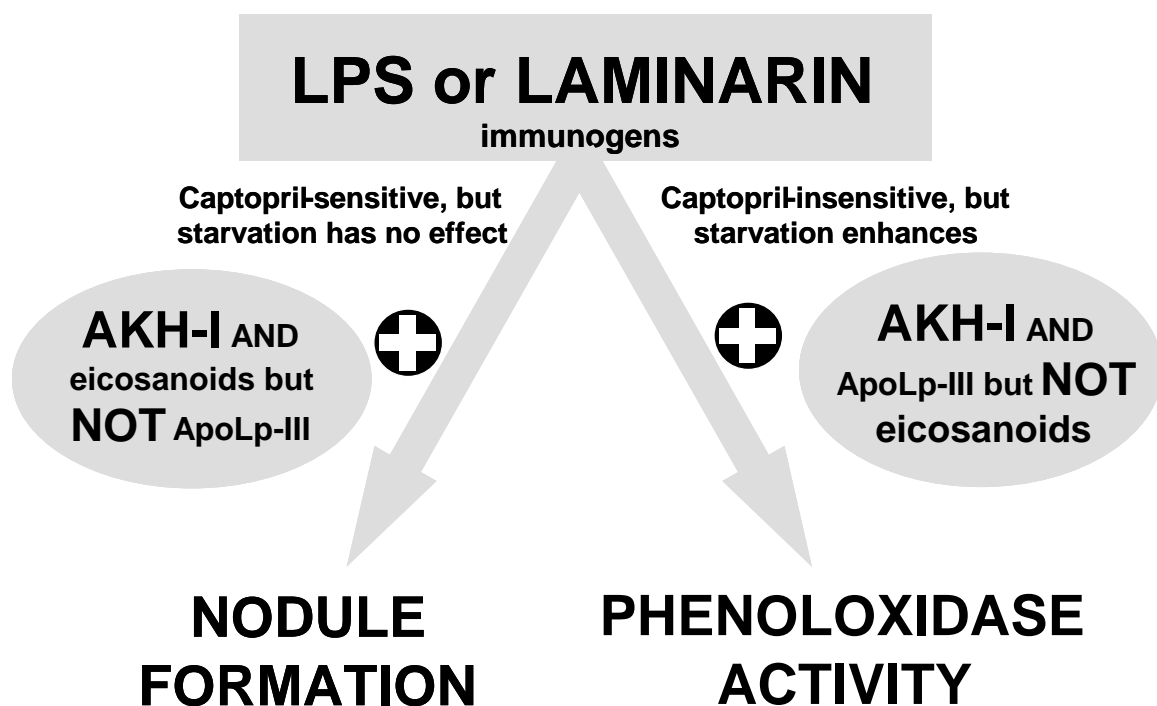 LPS or LAMINARIN
immunogens
Captopril-sensitive, but
starvation has no effect
Captopril-insensitive, but
starvation enhances
AKH-I AND
eicosanoids but
NOT ApoLp-III
AKH-I AND
ApoLp-III but NOT
eicosanoids
NODULE
FORMATION
PHENOLOXIDASE
ACTIVITY